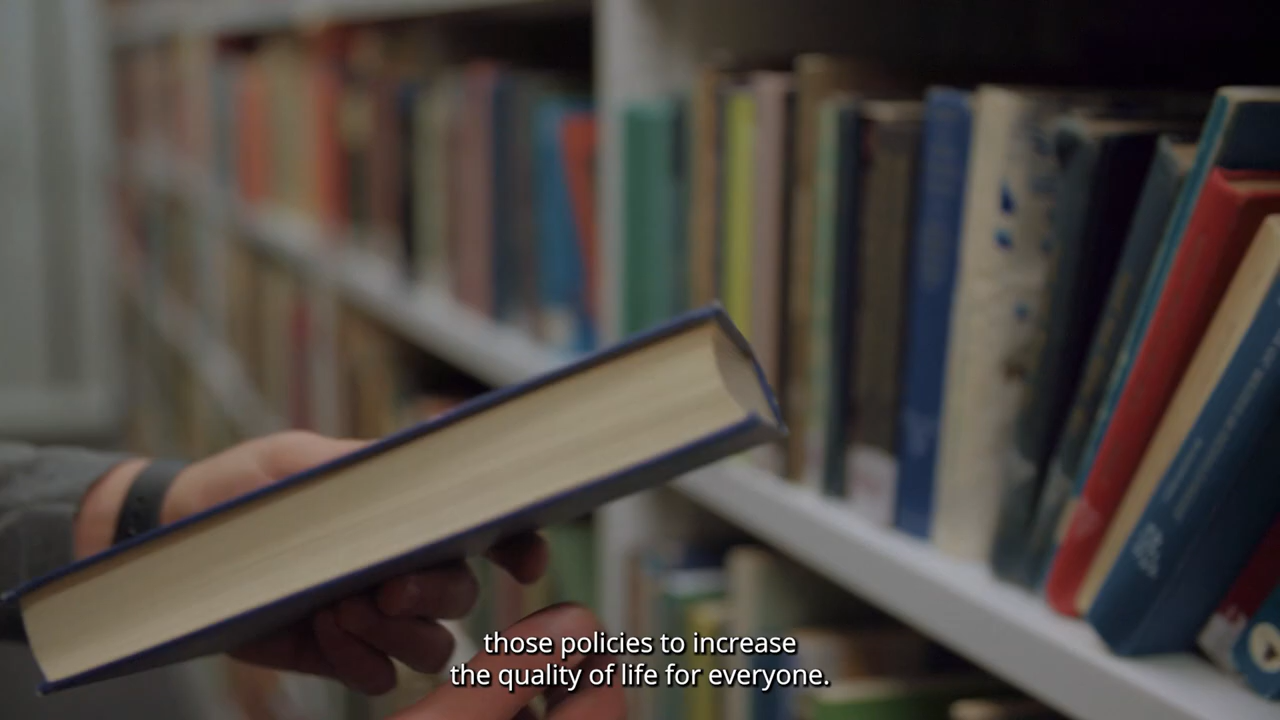 those policies to increase
the quality of life for everyone.